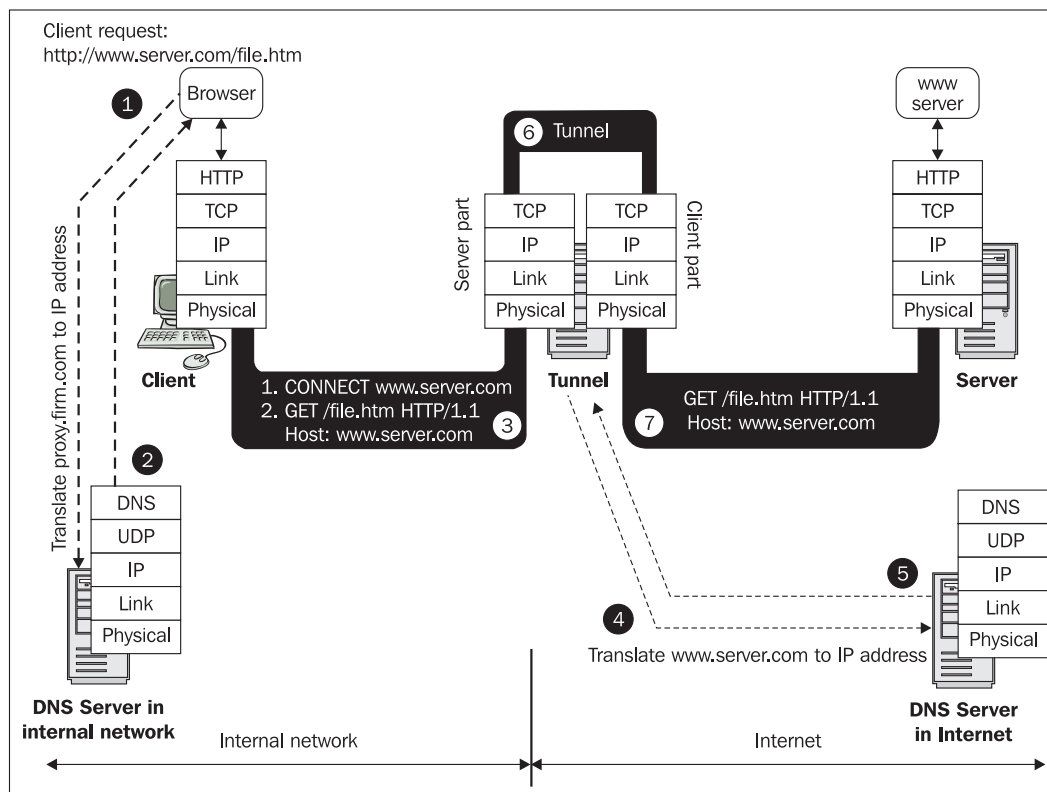 Client request:
http://www.server.com/file.htm
1
Browser
HTTP
TCP
IP
Link
Physical
Client
Translate proxy.firm.com to IP address
2
DNS
UDP
IP
Link
Physical
DNS Server in
internal network
1. CONNECT www.server.com
2. GET /file.htm HTTP/1.1
Host: www.server.com
3
6 Tunnel
Server part
TCP
IP
Link
Physical
TCP
IP
Link
Physical
Client part
Tunnel
www
server
HTTP
TCP
IP
Link
Physical
Server
GET /file.htm HTTP/1.1
Host: www.server.com
7
4
Translate www.server.com to IP address
5
DNS
UDP
IP
Link
Physical
DNS Server
in Internet
Internal network
Internet